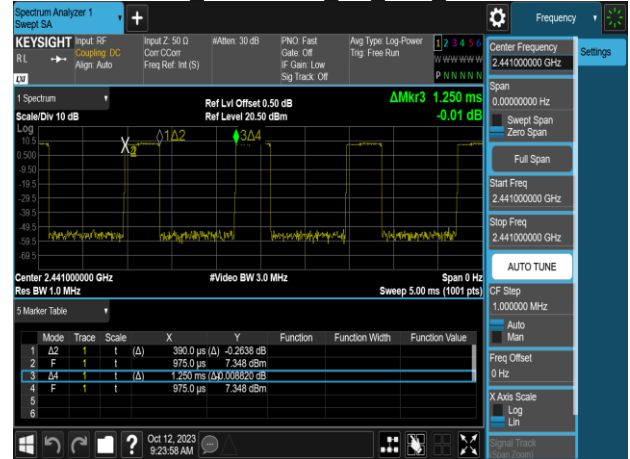 Spectrum Analyzer 1
Swept SA
+
Frequency
KEYSIGHT
RL
LXI
Input: RF
Coupling: DC
Align: Auto
Input Z: 50 Ω
Corr CCorr
Freq Ref: Int (S)
#Atten: 30 dB
PNO: Fast
Gate: Off
IF Gain: Low
Sig Track: Off
Avg Type: Log-Power
Trig: Free Run
1 2 3 4 5 6
W W W W W W
P N N N N N
Center Frequency
2.441000000 GHz
Settings
Span
0.00000000 Hz
Swept Span
Zero Span
Full Span
Start Freq
2.441000000 GHz
Stop Freq
2.441000000 GHz
AUTO TUNE
CF Step
1.000000 MHz
Auto
Man
Freq Offset
0 Hz
X Axis Scale
Log
Lin
Signal Track
(Span Zoom)
1 Spectrum
Scale/Div 10 dB
Ref Lvl Offset 0.50 dB
Ref Level 20.50 dBm
ΔMkr3 1.250 ms
-0.01 dB
Log
10.5
0.500
-9.50
-19.5
-29.5
-39.5
-49.5
-59.5
-69.5
X2
1Δ2
3Δ4
Center 2.441000000 GHz
Res BW 1.0 MHz
#Video BW 3.0 MHz
Span 0 Hz
Sweep 5.00 ms (1001 pts)
5 Marker Table
Mode Trace Scale X Y Function Function Width Function Value
1 Δ2 1 t (Δ) 390.0 µs (Δ) -0.2638 dB
2 F 1 t 975.0 µs 7.348 dBm
3 Δ4 1 t (Δ) 1.250 ms (Δ) -0.008820 dB
4 F 1 t 975.0 µs 7.348 dBm
5
6
?
Oct 12, 2023
9:23:58 AM